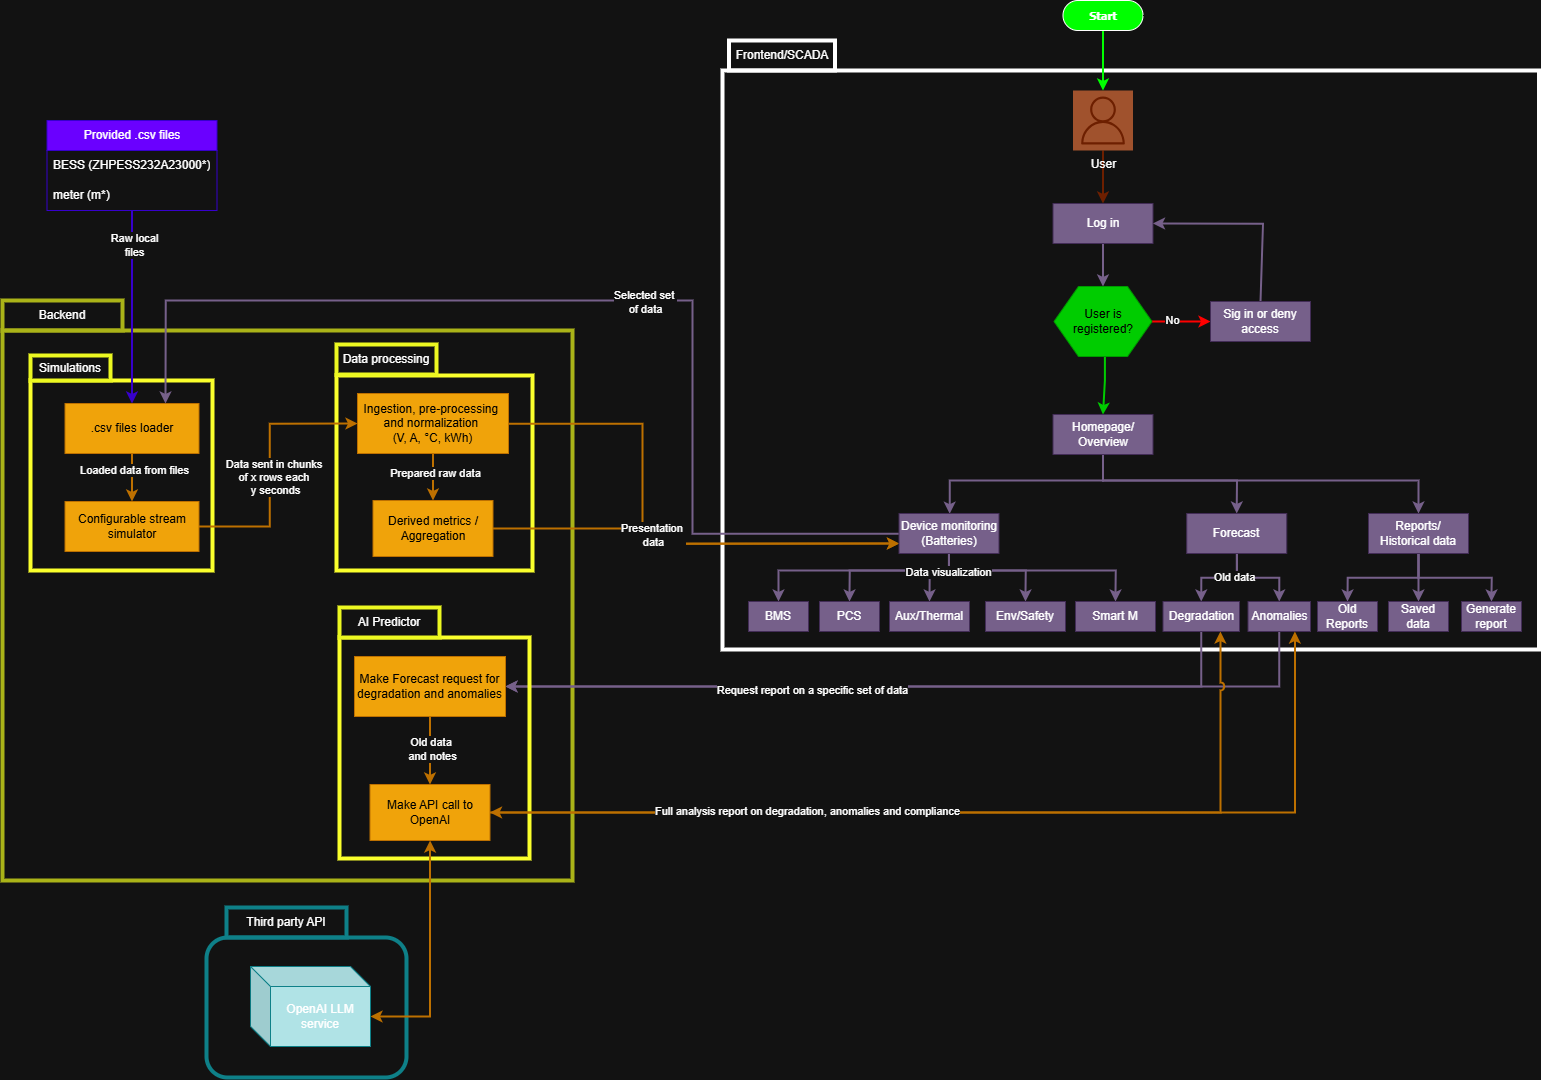 Start
Frontend/SCADA
User
Log in
User is
registered?
No
Sig in or deny
access
Homepage/
Overview
Device monitoring
(Batteries)
Forecast
Reports/
Historical data
Data visualization
Old data
BMS
PCS
Aux/Thermal
Env/Safety
Smart M
Degradation
Anomalies
Old
Reports
Saved
data
Generate
report
Provided .csv files
BESS (ZHPESS232A23000*)
meter (m*)
Raw local
files
Selected set
of data
Backend
Simulations
.csv files loader
Loaded data from files
Configurable stream
simulator
Data sent in chunks
of x rows each
y seconds
Data processing
Ingestion, pre-processing
and normalization
(V, A, °C, kWh)
Prepared raw data
Derived metrics /
Aggregation
Presentation
data
AI Predictor
Make Forecast request for
degradation and anomalies
Request report on a specific set of data
Old data
and notes
Make API call to
OpenAI
Full analysis report on degradation, anomalies and compliance
Third party API
OpenAI LLM
service